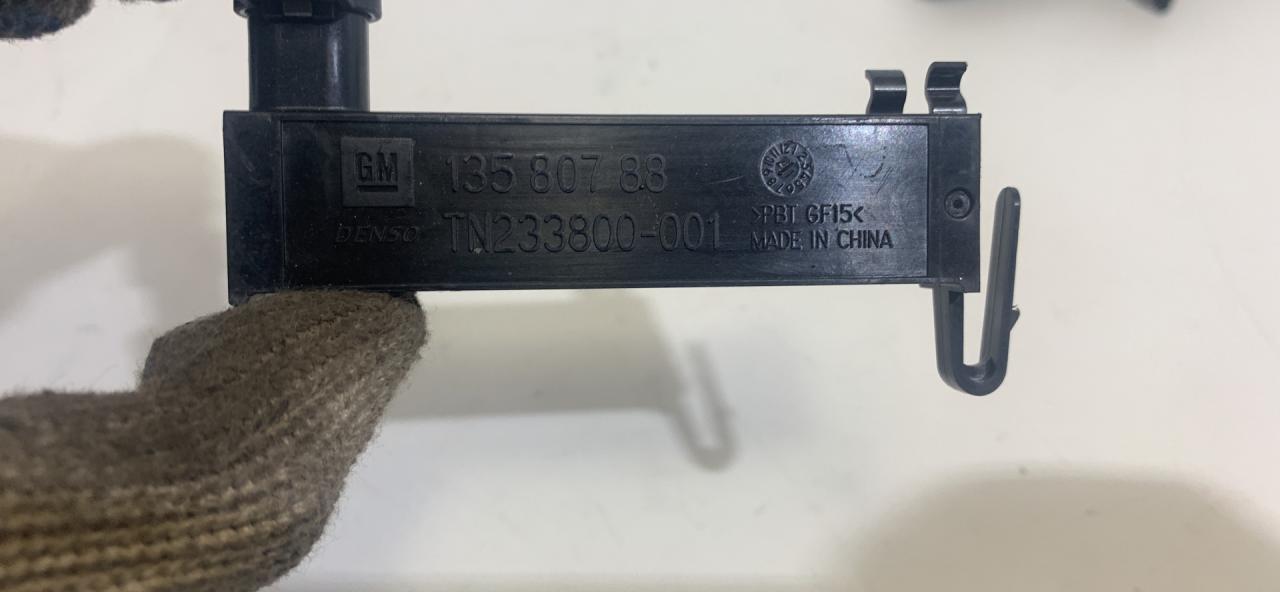 GM 135 807 88
DENSO TN233800-001
>PBT GF15<
MADE IN CHINA